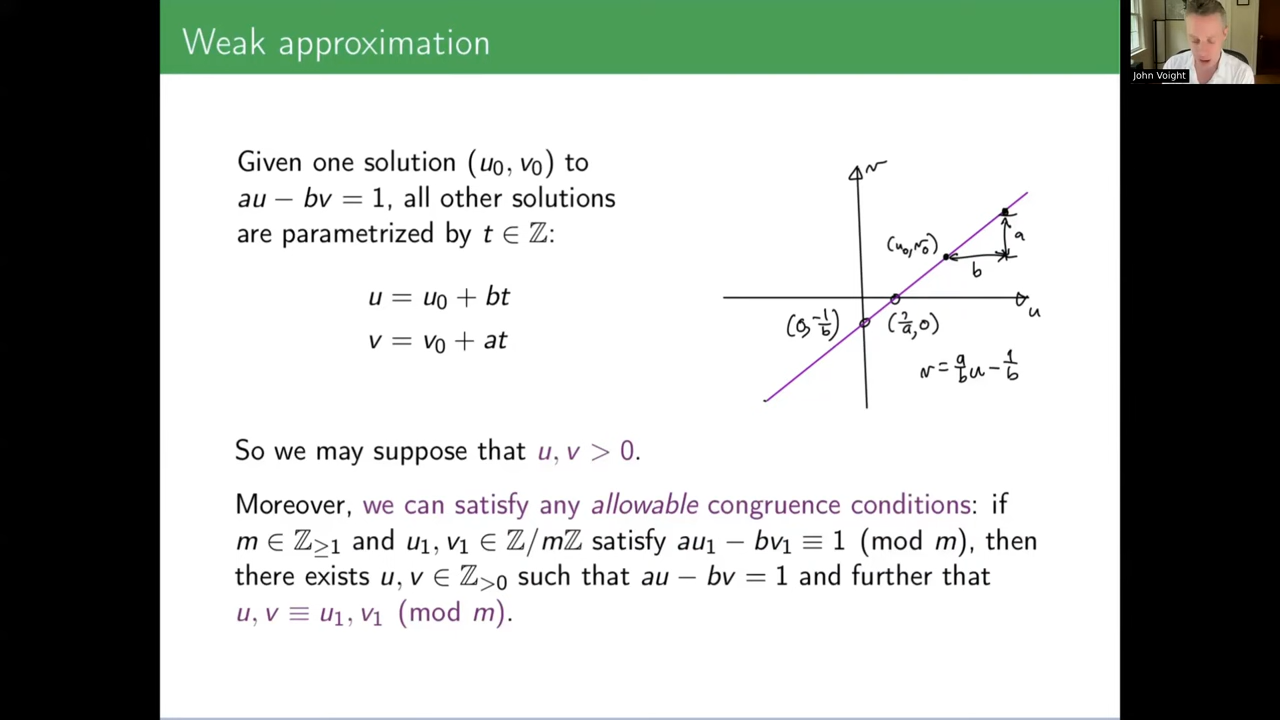 Weak approximation
John Voight
Given one solution (u₀, v₀) to
au − bv = 1, all other solutions
are parametrized by t ∈ ℤ:
u = u₀ + bt
v = v₀ + at
v
(u₀, v₀)
a
b
u
(0, -1/b)
v = a/b u − 1/b
So we may suppose that u, v > 0.
Moreover, we can satisfy any allowable congruence conditions: if
m ∈ ℤ≥1 and u₁, v₁ ∈ ℤ/mℤ satisfy au₁ − bv₁ ≡ 1 (mod m), then
there exists u, v ∈ ℤ>0 such that au − bv = 1 and further that
u, v ≡ u₁, v₁ (mod m).